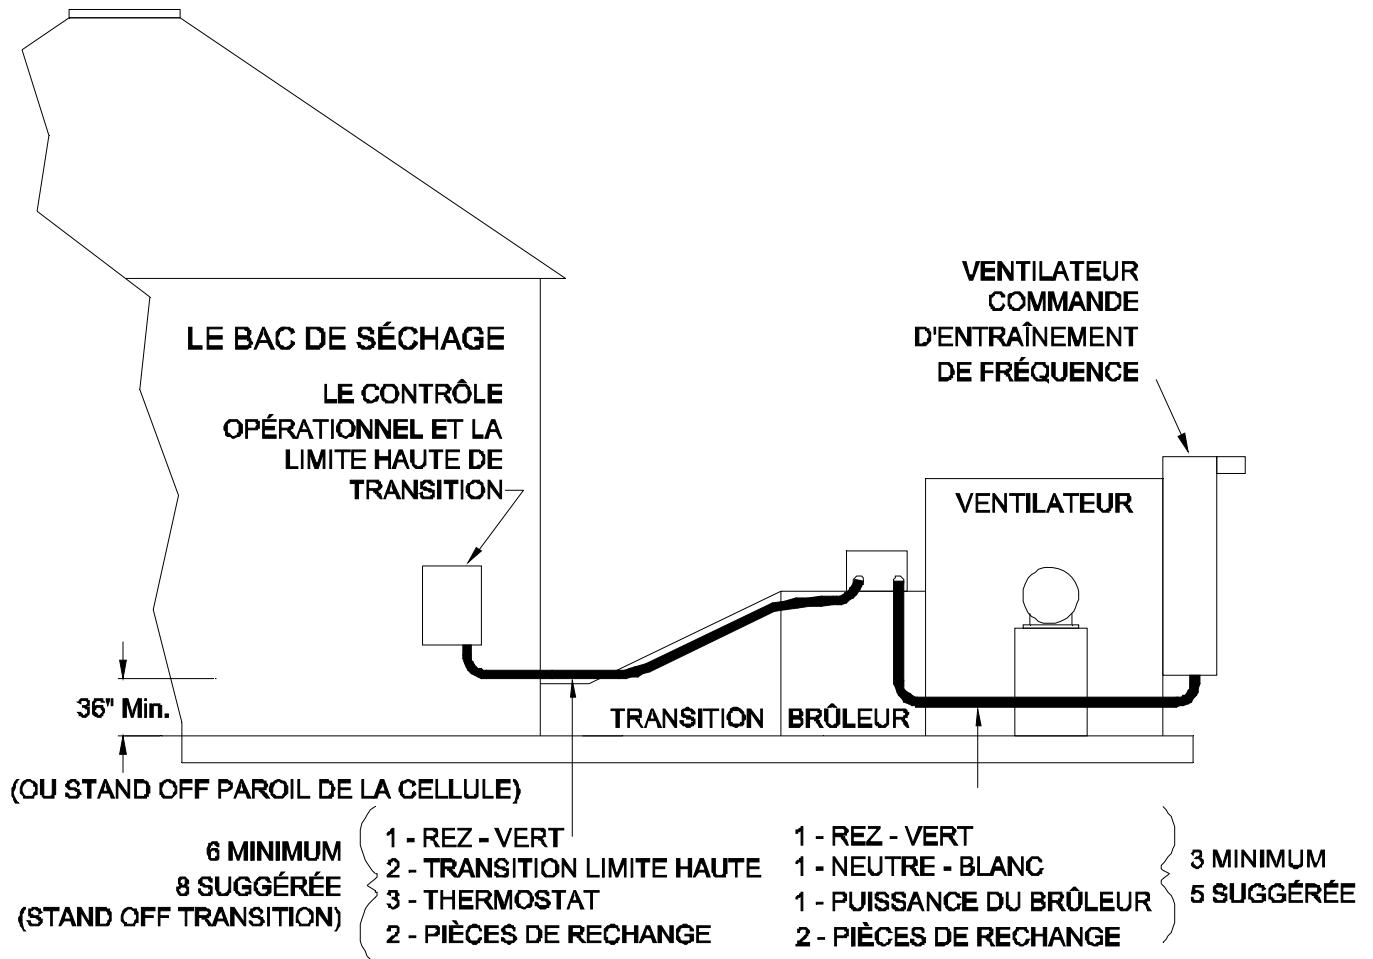 VENTILATEUR
COMMANDE
D'ENTRAÎNEMENT
DE FRÉQUENCE
LE BAC DE SÉCHAGE
LE CONTRÔLE
OPÉRATIONNEL ET LA
LIMITE HAUTE DE
TRANSITION
VENTILATEUR
36" Min.
TRANSITION
BRÛLEUR
(OU STAND OFF PAROIL DE LA CELLULE)
6 MINIMUM
8 SUGGÉRÉE
(STAND OFF TRANSITION)
1 - REZ - VERT
2 - TRANSITION LIMITE HAUTE
3 - THERMOSTAT
2 - PIÈCES DE RECHANGE
1 - REZ - VERT
1 - NEUTRE - BLANC
1 - PUISSANCE DU BRÛLEUR
2 - PIÈCES DE RECHANGE
3 MINIMUM
5 SUGGÉRÉE